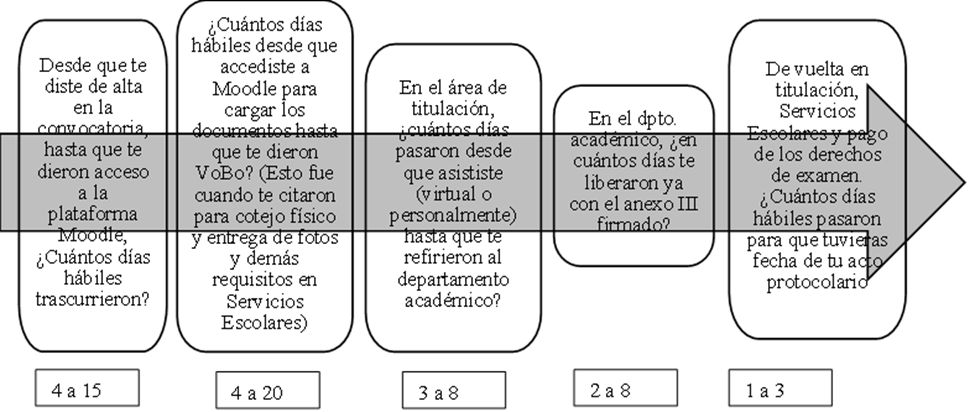 Desde que te
diste de alta
en la
convocatoria,
hasta que te
dieron acceso
a la
plataforma
Moodle,
¿Cuántos días
hábiles
trascurrieron?
¿Cuántos días
hábiles desde que
accediste a
Moodle para
cargar los
documentos hasta
que te dieron
VoBo? (Esto fue
cuando te citaron
para cotejo físico
y entrega de fotos
y demás
requisitos en
Servicios
Escolares)
En el área de
titulación,
¿cuántos días
pasaron desde
que asististe
(virtual o
personalmente)
hasta que te
refirieron al
departamento
académico?
En el dpto.
académico, ¿en
cuántos días te
liberaron ya
con el anexo III
firmado?
De vuelta en
titulación,
Servicios
Escolares y pago
de los derechos
de examen.
¿Cuántos días
hábiles pasaron
para que tuvieras
fecha de tu acto
protocolario
4 a 15
4 a 20
3 a 8
2 a 8
1 a 3